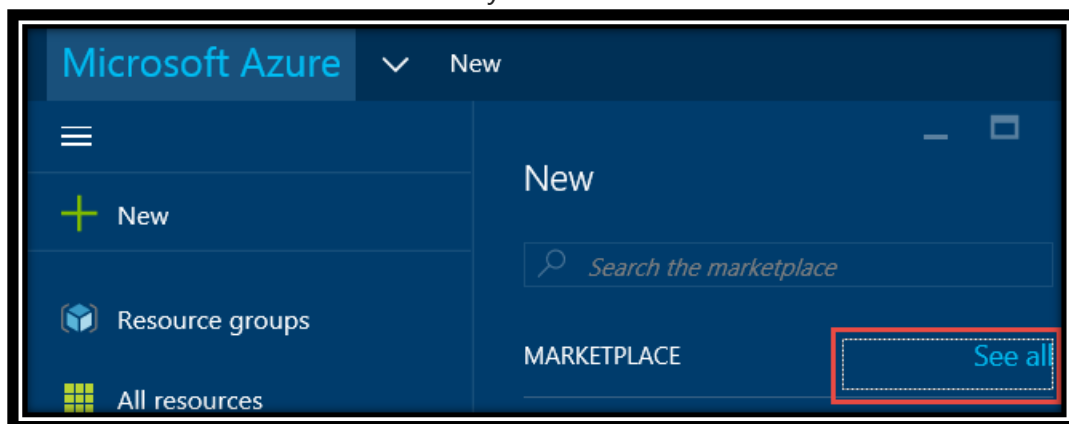 Microsoft Azure New
New
New
Search the marketplace
Resource groups
MARKETPLACE See all
All resources